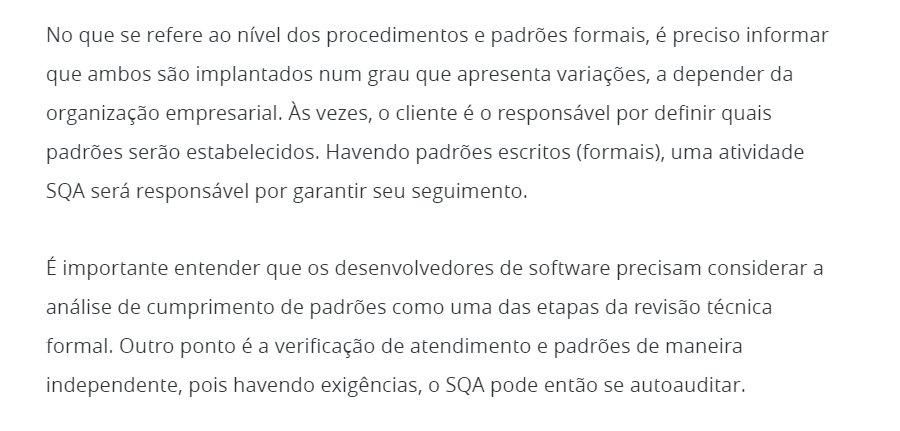 No que se refere ao nível dos procedimentos e padrões formais, é preciso informar
que ambos são implantados num grau que apresenta variações, a depender da
organização empresarial. Às vezes, o cliente é o responsável por definir quais
padrões serão estabelecidos. Havendo padrões escritos (formais), uma atividade
SQA será responsável por garantir seu seguimento.
É importante entender que os desenvolvedores de software precisam considerar a
análise de cumprimento de padrões como uma das etapas da revisão técnica
formal. Outro ponto é a verificação de atendimento e padrões de maneira
independente, pois havendo exigências, o SQA pode então se autoauditar.